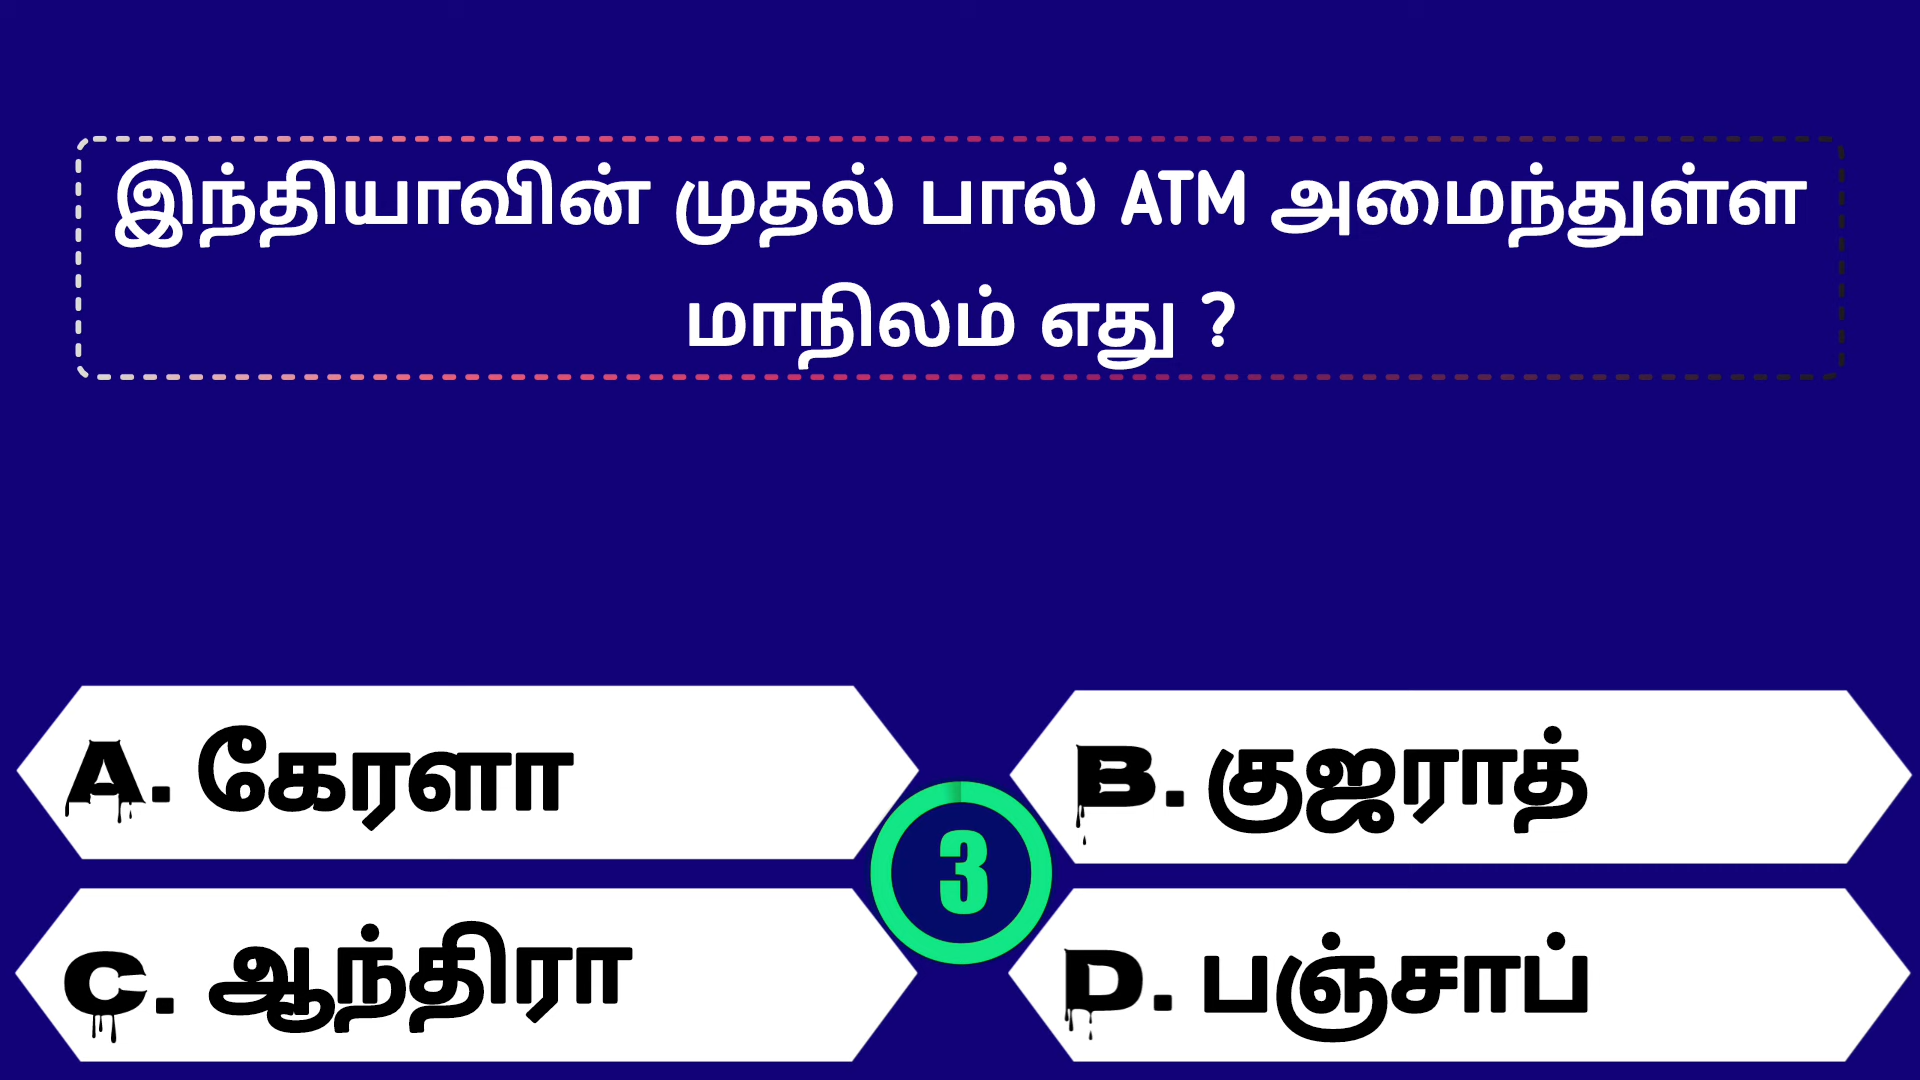 இந்தியாவின் முதல் பால் ATM அமைந்துள்ள
மாநிலம் எது ?
A. கேரளா
B. குஜராத்
3
C. ஆந்திரா
D. பஞ்சாப்